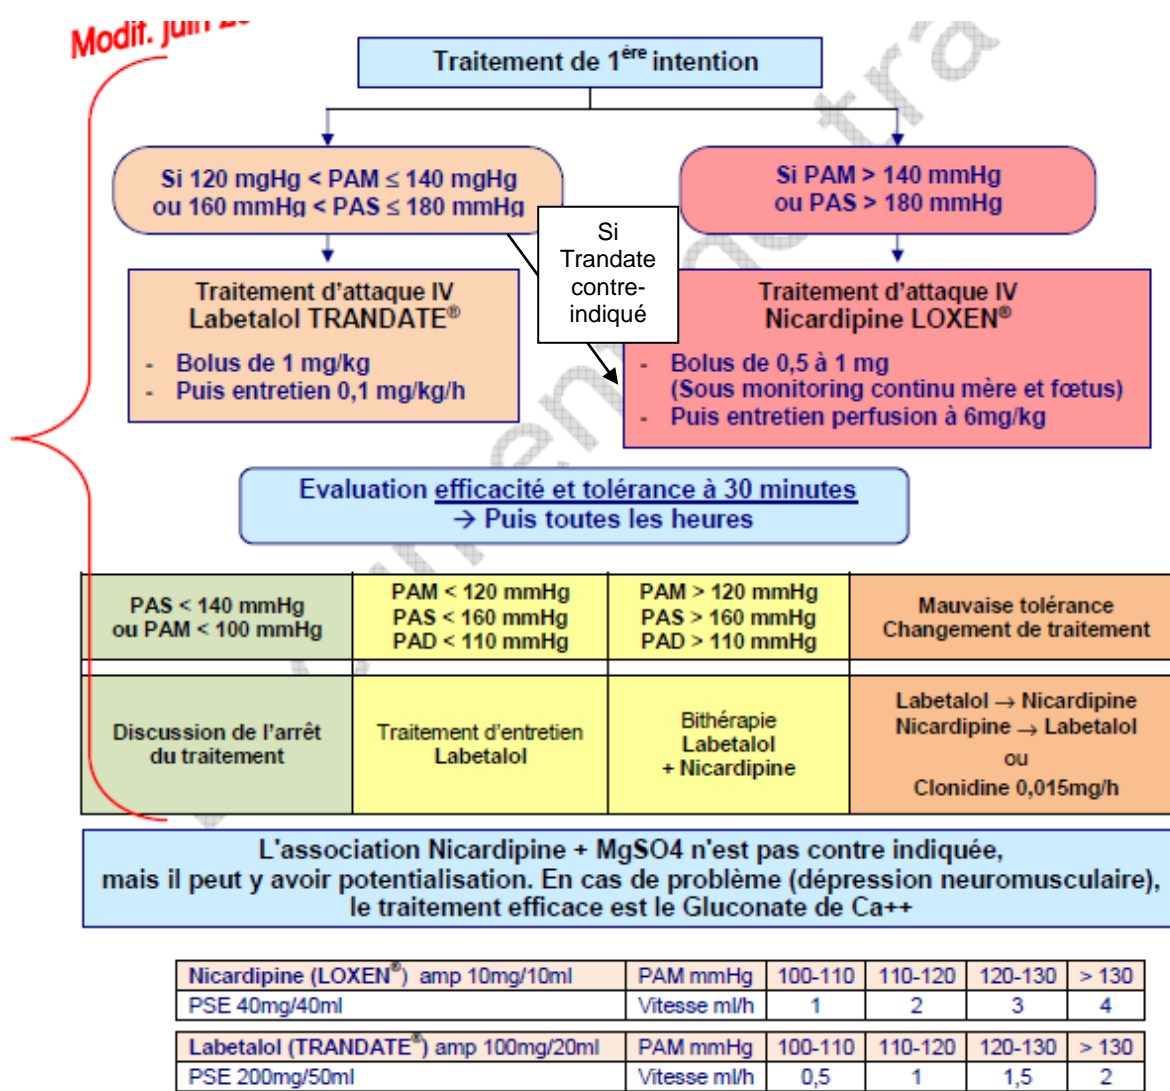 Modif. juin
Traitement de 1ère intention
Si 120 mgHg < PAM ≤ 140 mgHg
ou 160 mmHg < PAS ≤ 180 mmHg
Si PAM > 140 mmHg
ou PAS > 180 mmHg
Si
Trandate
contre-
indiqué
Traitement d'attaque IV
Labetalol TRANDATE®
- Bolus de 1 mg/kg
- Puis entretien 0,1 mg/kg/h
Traitement d'attaque IV
Nicardipine LOXEN®
- Bolus de 0,5 à 1 mg
(Sous monitoring continu mère et fœtus)
- Puis entretien perfusion à 6mg/kg
Evaluation efficacité et tolérance à 30 minutes
→ Puis toutes les heures
PAS < 140 mmHg
ou PAM < 100 mmHg
PAM < 120 mmHg
PAS < 160 mmHg
PAD < 110 mmHg
PAM > 120 mmHg
PAS > 160 mmHg
PAD > 110 mmHg
Mauvaise tolérance
Changement de traitement
Discussion de l'arrêt
du traitement
Traitement d'entretien
Labetalol
Bithérapie
Labetalol
+ Nicardipine
Labetalol → Nicardipine
Nicardipine → Labetalol
ou
Clonidine 0,015mg/h
L'association Nicardipine + MgSO4 n'est pas contre indiquée,
mais il peut y avoir potentialisation. En cas de problème (dépression neuromusculaire),
le traitement efficace est le Gluconate de Ca++
Nicardipine (LOXEN®) amp 10mg/10ml PAM mmHg 100-110 110-120 120-130 > 130
PSE 40mg/40ml Vitesse ml/h 1 2 3 4
Labetalol (TRANDATE®) amp 100mg/20ml PAM mmHg 100-110 110-120 120-130 > 130
PSE 200mg/50ml Vitesse ml/h 0,5 1 1,5 2